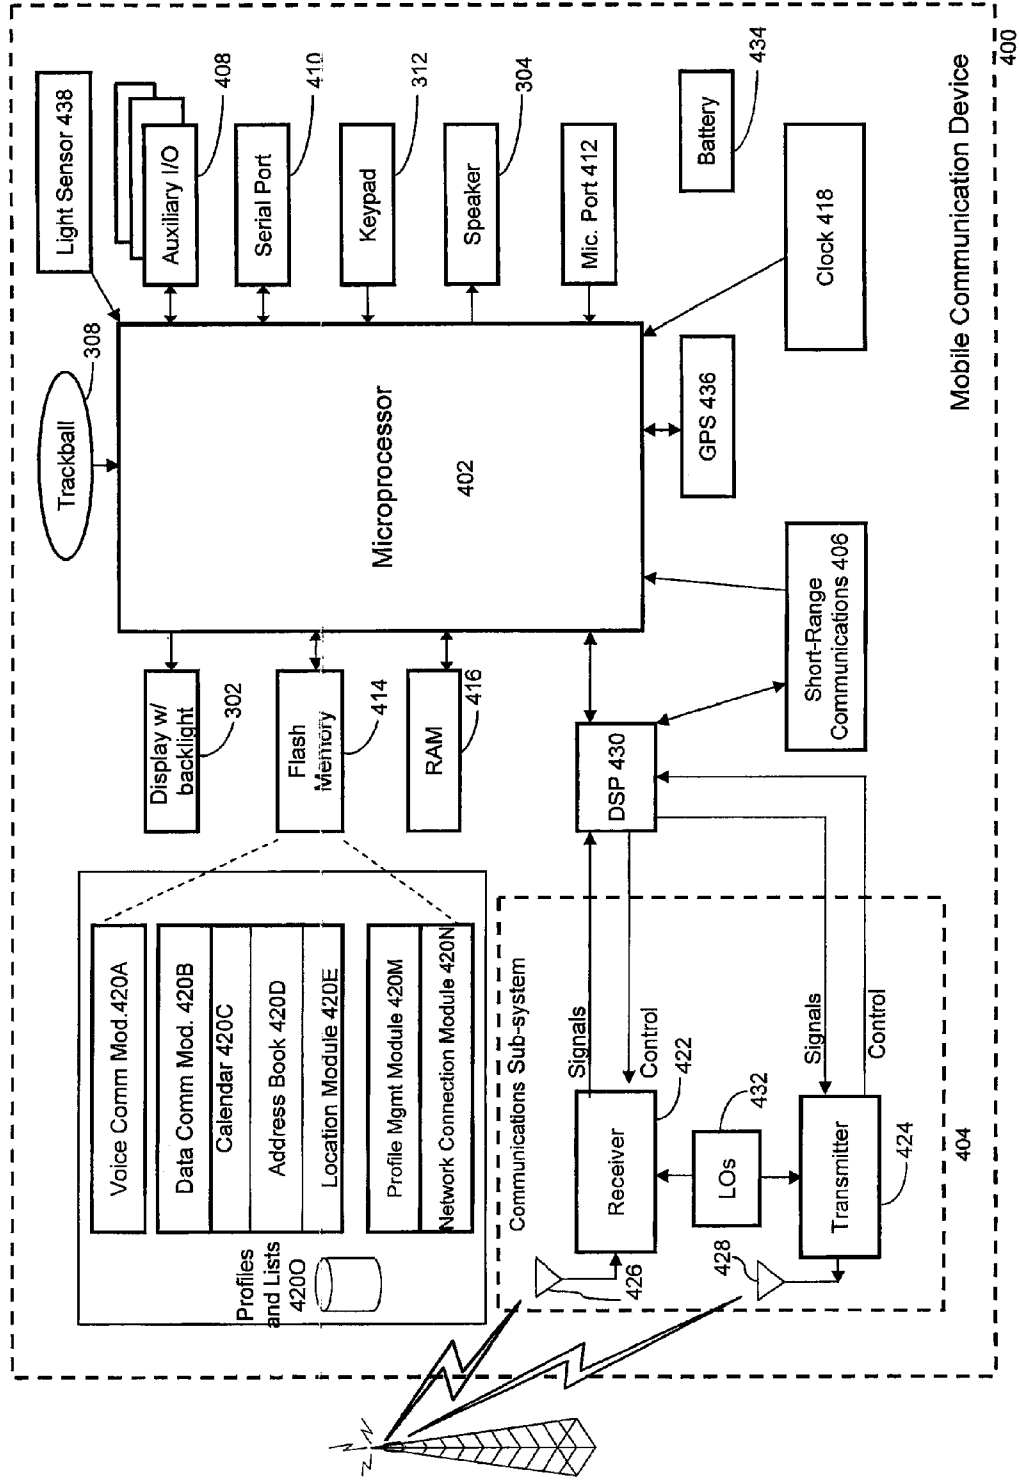 Profiles
and Lists
420O
Voice Comm Mod.420A
Data Comm Mod. 420B
Calendar 420C
Address Book 420D
Location Module 420E
Profile Mgmt Module 420M
Network Connection Module 420N
Display w/
backlight
302
Flash
Memory
414
RAM
416
Trackball
308
Light Sensor 438
Auxiliary I/O
408
Serial Port
410
Keypad
312
Speaker
304
Mic. Port 412
Battery
434
Microprocessor
402
GPS 436
Clock 418
Short-Range
Communications 406
DSP 430
Communications Sub-system
Signals
Control
Receiver
422
426
LOs
432
Signals
Control
Transmitter
424
428
404
Mobile Communication Device
400